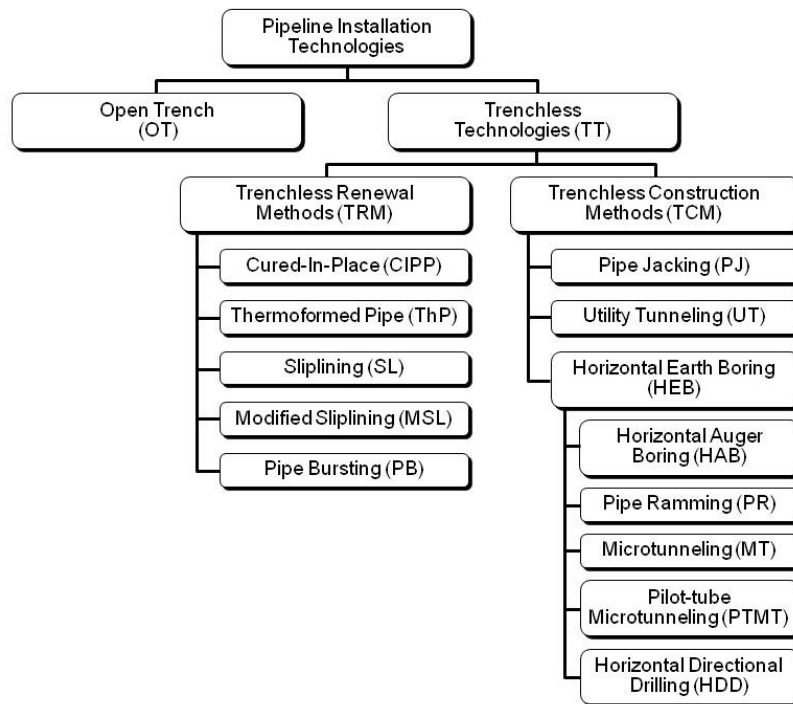 Pipeline Installation
Technologies
Open Trench
(OT)
Trenchless
Technologies (TT)
Trenchless Renewal
Methods (TRM)
Cured-In-Place (CIPP)
Thermoformed Pipe (ThP)
Sliplining (SL)
Modified Sliplining (MSL)
Pipe Bursting (PB)
Trenchless Construction
Methods (TCM)
Pipe Jacking (PJ)
Utility Tunneling (UT)
Horizontal Earth Boring
(HEB)
Horizontal Auger
Boring (HAB)
Pipe Ramming (PR)
Microtunneling (MT)
Pilot-tube
Microtunneling (PTMT)
Horizontal Directional
Drilling (HDD)